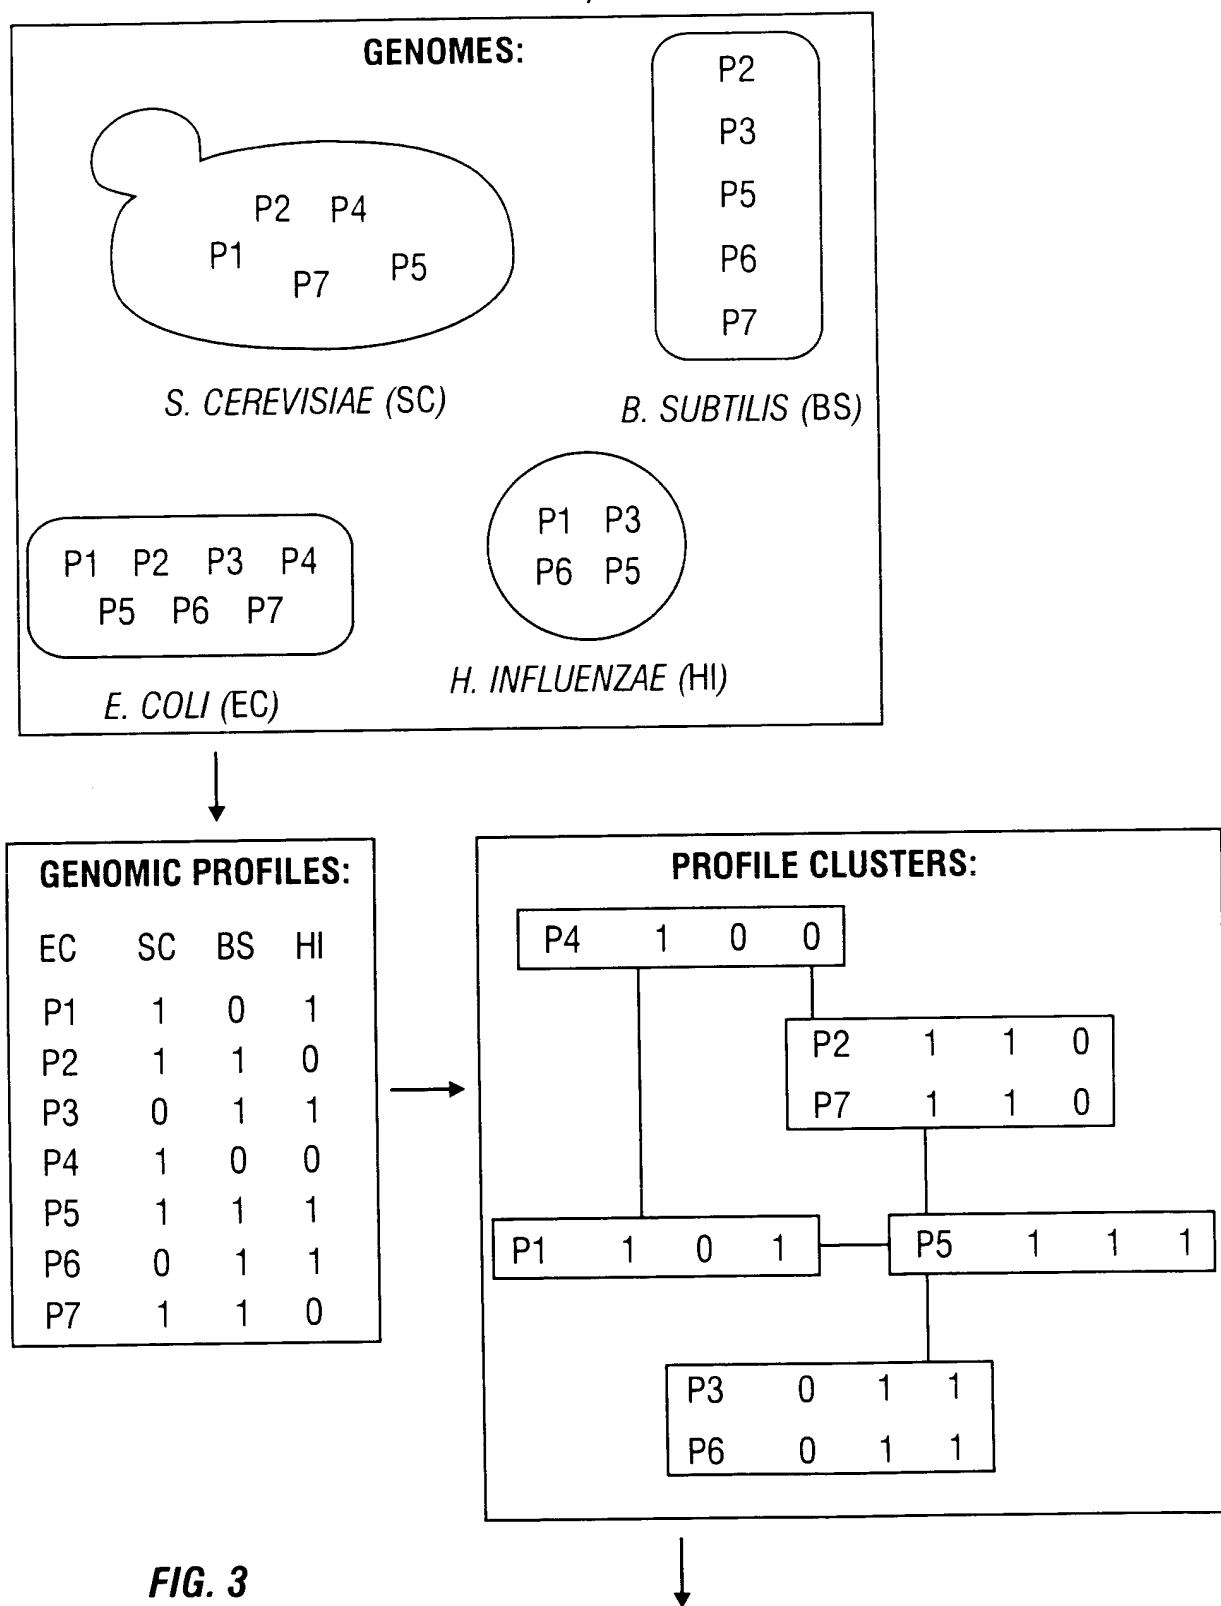 GENOMES:
P2 P4
P1 P7 P5
S. CEREVISIAE (SC)
P2
P3
P5
P6
P7
B. SUBTILIS (BS)
P1 P2 P3 P4
P5 P6 P7
E. COLI (EC)
P1 P3
P6 P5
H. INFLUENZAE (HI)
GENOMIC PROFILES:
EC SC BS HI
P1 1 0 1
P2 1 1 0
P3 0 1 1
P4 1 0 0
P5 1 1 1
P6 0 1 1
P7 1 1 0
PROFILE CLUSTERS:
P4 1 0 0
P2 1 1 0
P7 1 1 0
P1 1 0 1
P5 1 1 1
P3 0 1 1
P6 0 1 1
FIG. 3